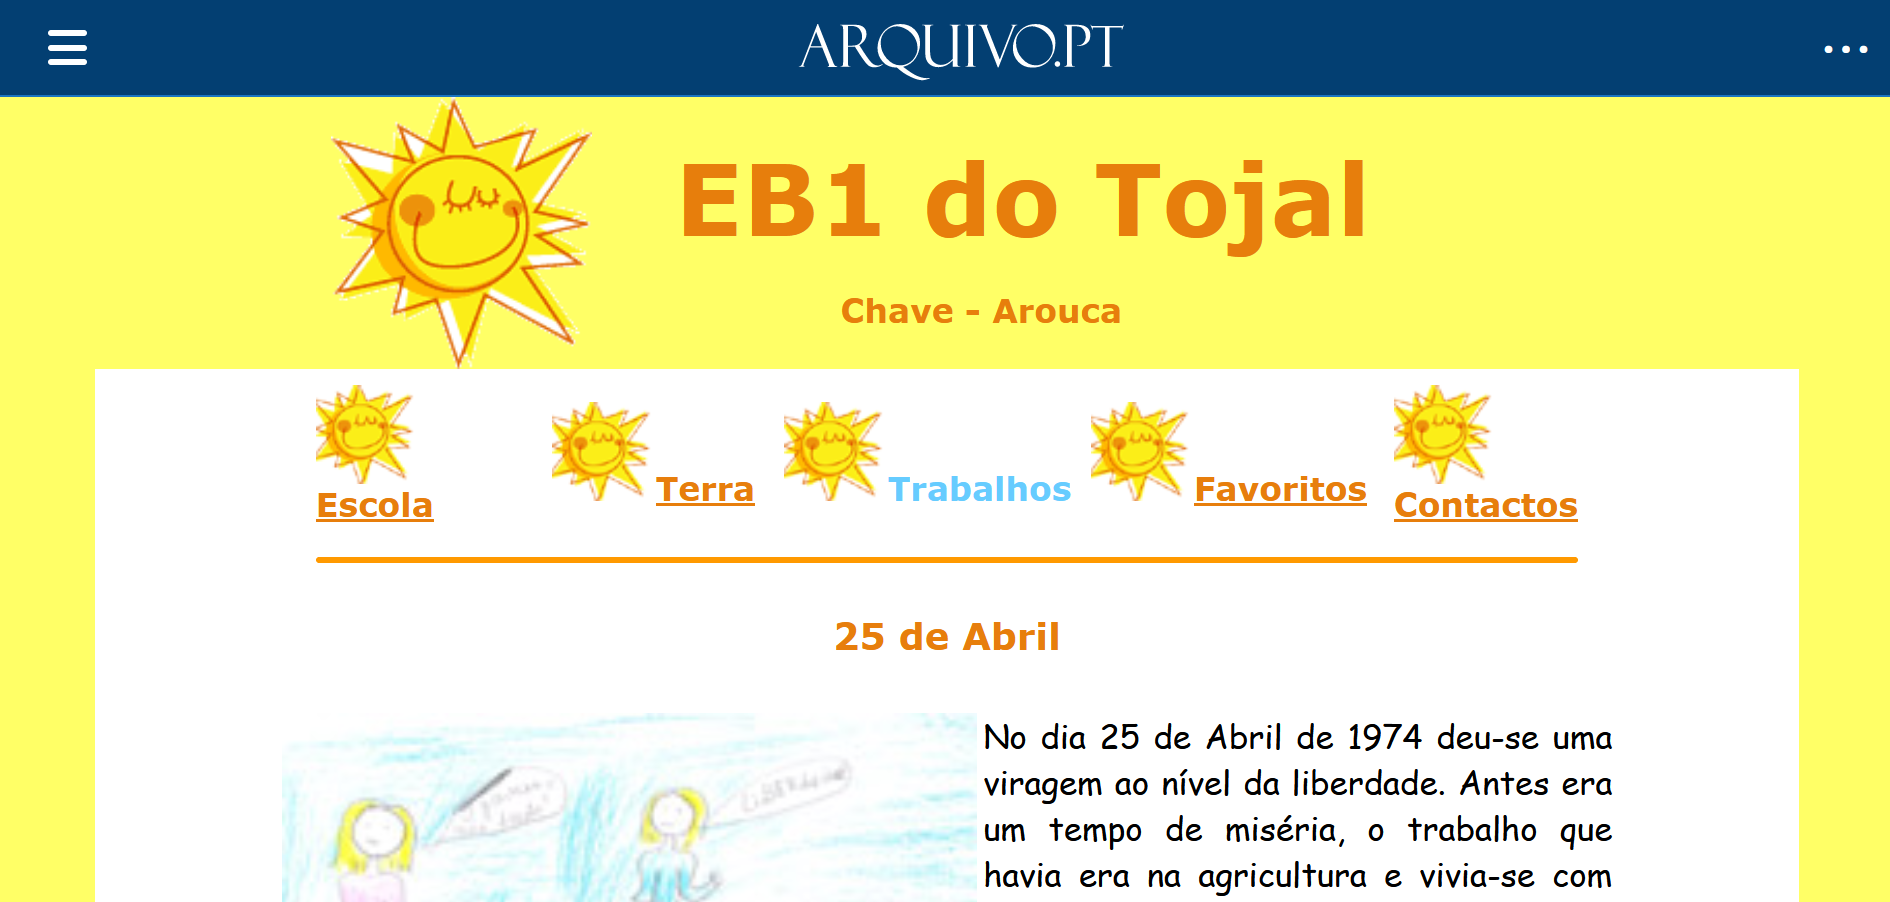 ARQUIVO.PT
EB1 do Tojal
Chave - Arouca
Escola
Terra
Trabalhos
Favoritos
Contactos
25 de Abril
No dia 25 de Abril de 1974 deu-se uma
viragem ao nível da liberdade. Antes era
um tempo de miséria, o trabalho que
havia era na agricultura e vivia-se com
LIBERDADE